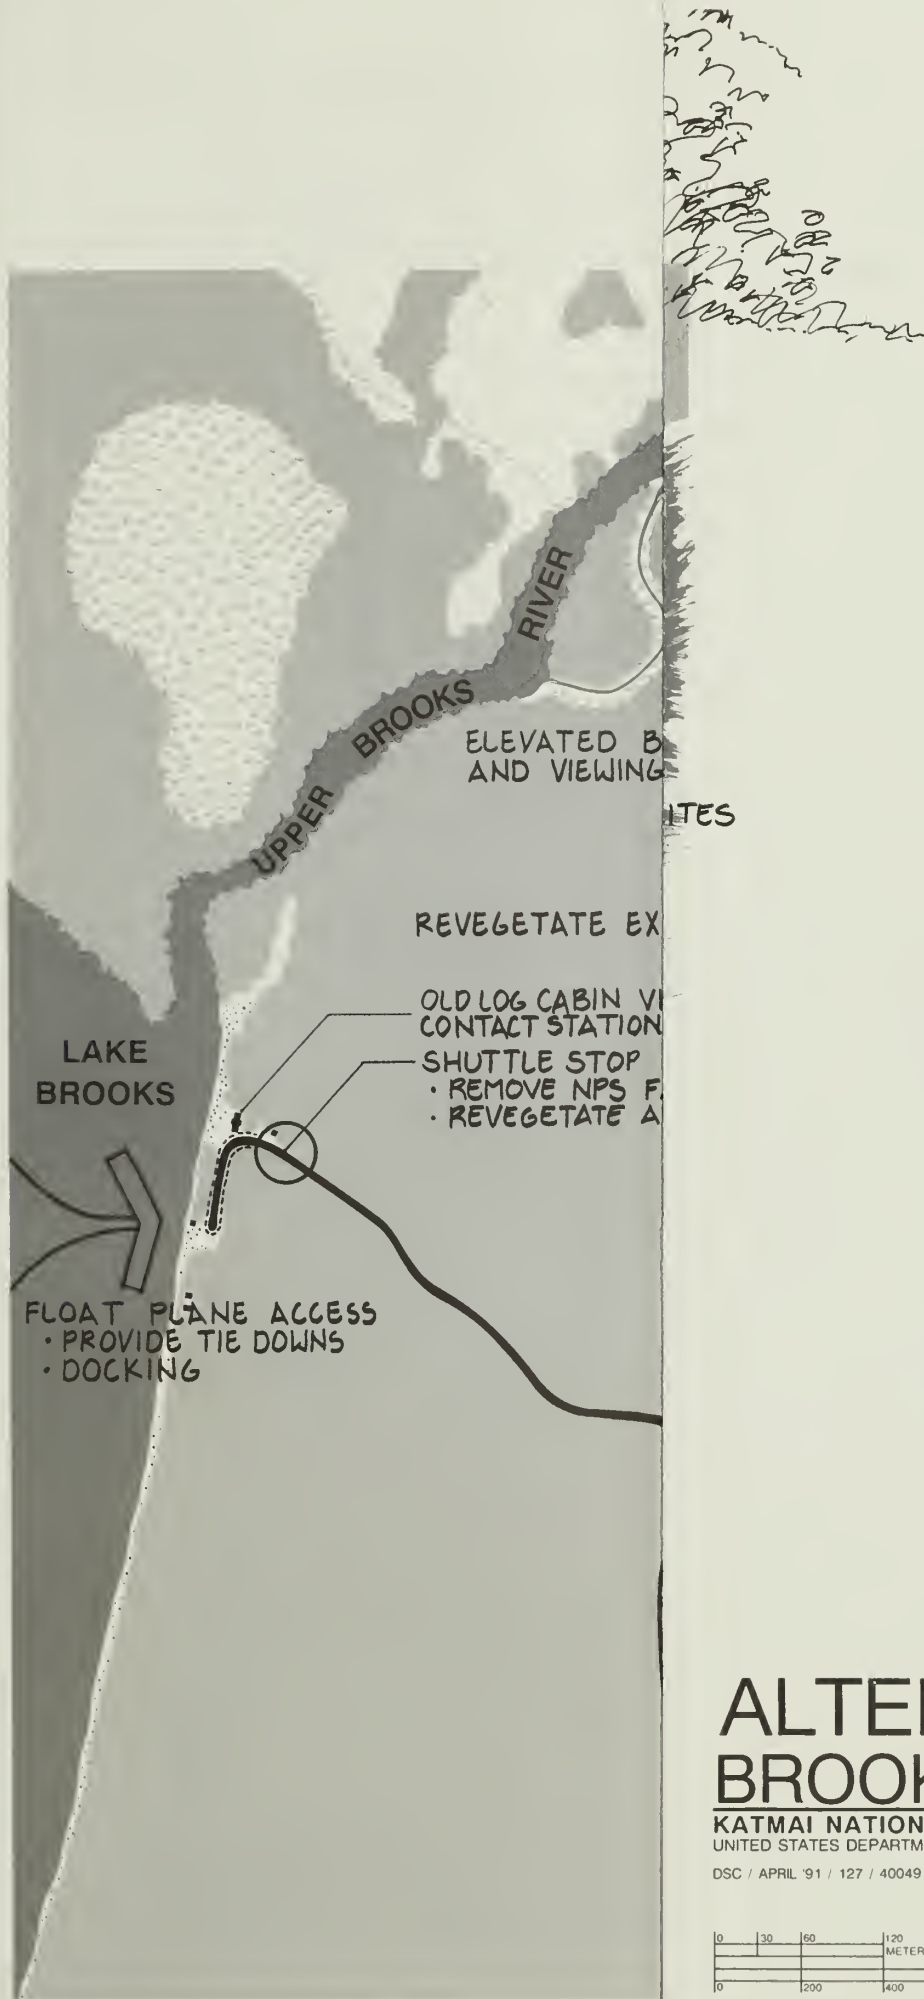 RIVER
BROOKS
UPPER
ELEVATED B
AND VIEWING
ITES
REVEGETATE EX
OLD LOG CABIN VI
CONTACT STATION
SHUTTLE STOP
• REMOVE NPS F
• REVEGETATE A
LAKE
BROOKS
FLOAT PLANE ACCESS
• PROVIDE TIE DOWNS
• DOCKING
ALTE
BROOK
KATMAI NATION
UNITED STATES DEPARTM
DSC / APRIL '91 / 127 / 40049
0 30 60 120
METER
0 200 400